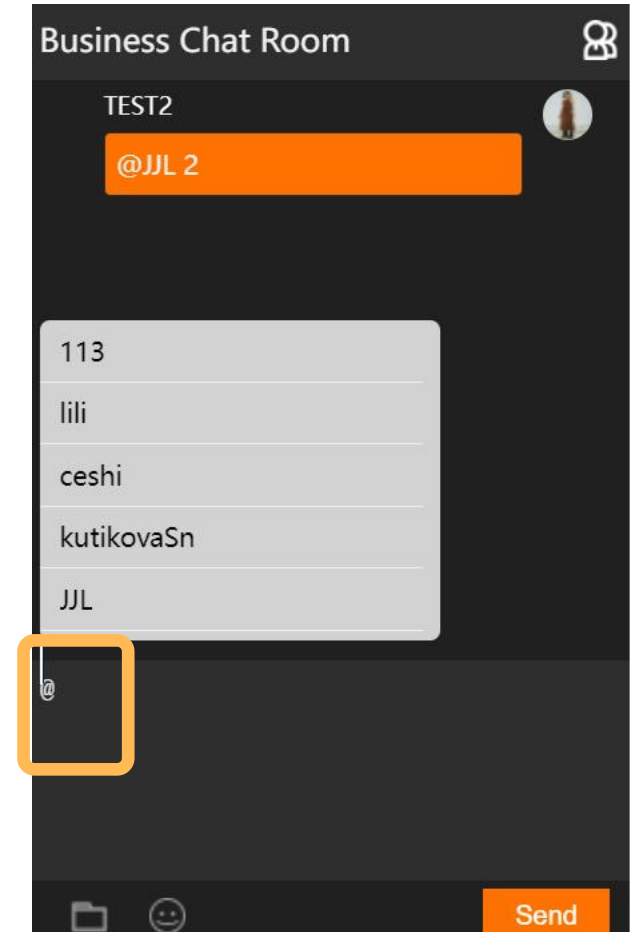 Business Chat Room
TEST2
@JJL 2
113
lili
ceshi
kutikovaSn
JJL
@
Send